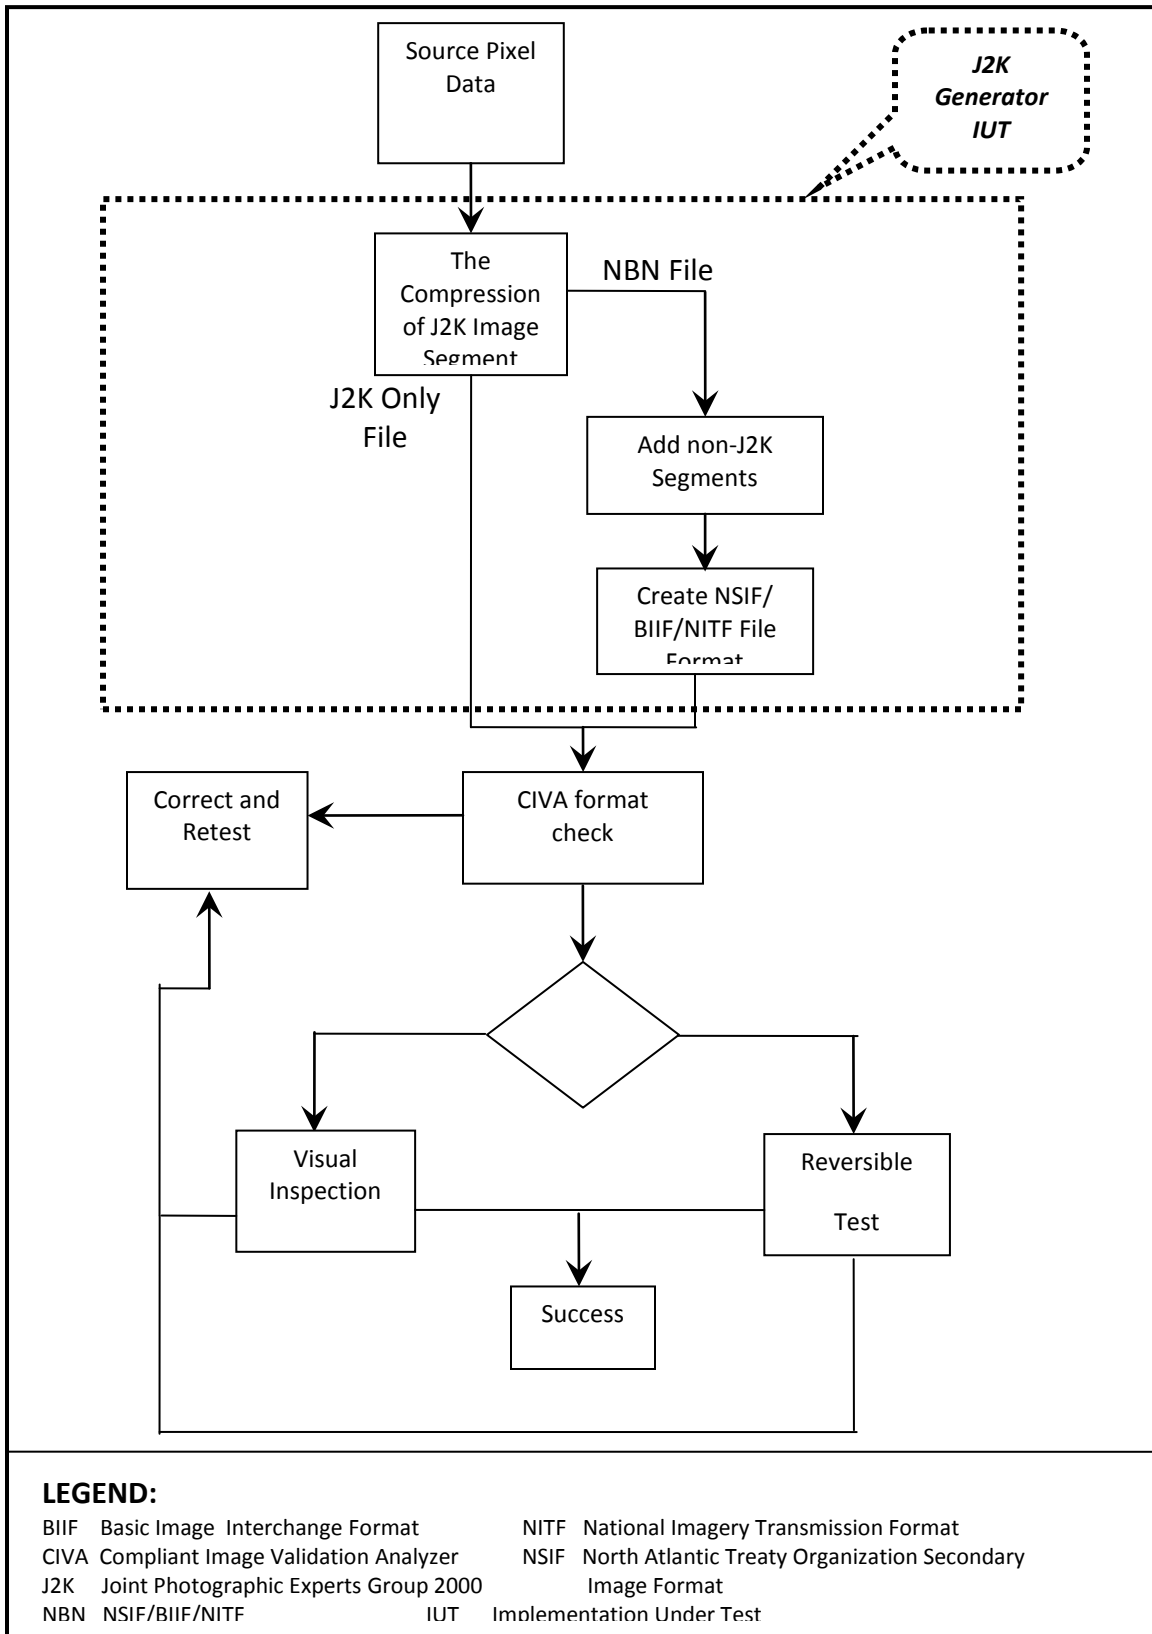 Source Pixel
Data
J2K
Generator
IUT
The
Compression
of J2K Image
Segment
NBN File
J2K Only
File
Add non-J2K
Segments
Create NSIF/
BIIF/NITF File
Format
Correct and
Retest
CIVA format
check
Visual
Inspection
Reversible
Test
Success
LEGEND:
BIIF Basic Image Interchange Format
NITF National Imagery Transmission Format
CIVA Compliant Image Validation Analyzer
NSIF North Atlantic Treaty Organization Secondary
Image Format
J2K Joint Photographic Experts Group 2000
NBN NSIF/BIIF/NITF
IUT Implementation Under Test